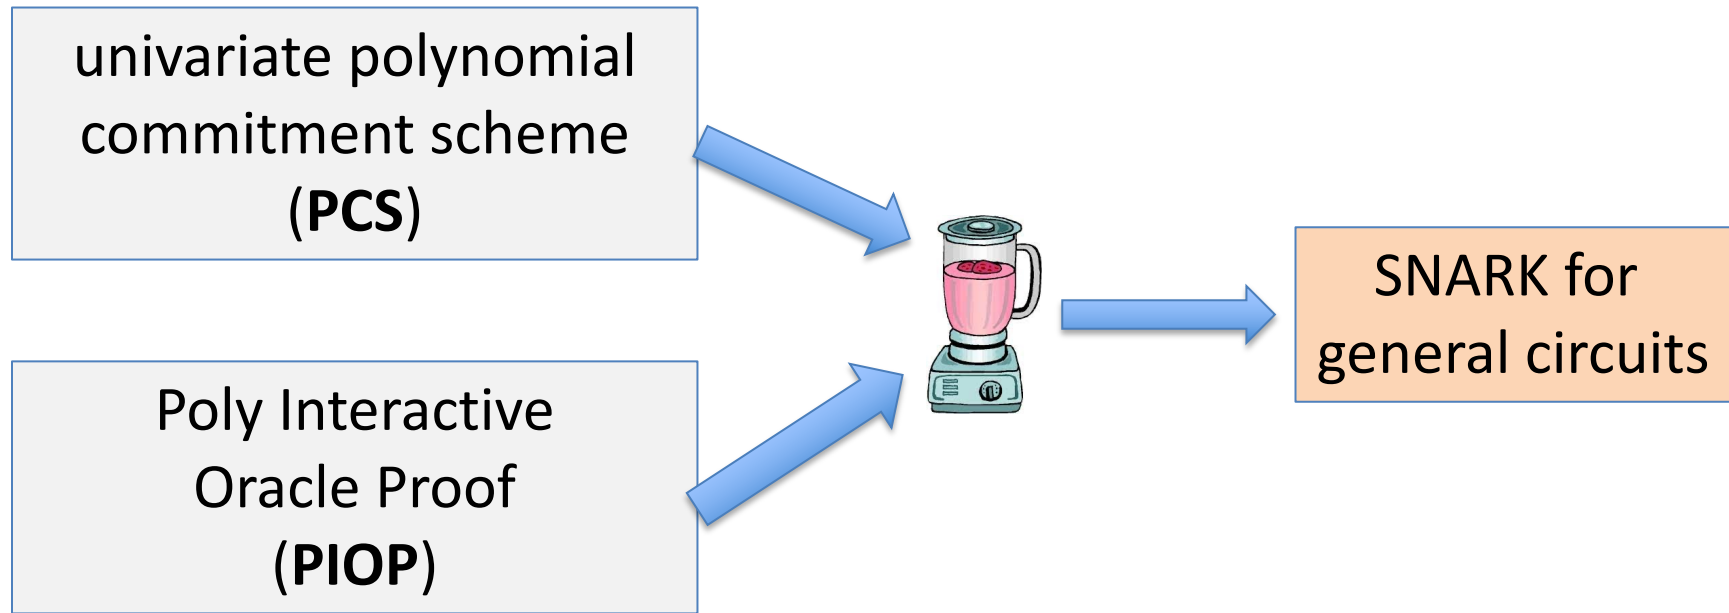 univariate polynomial
commitment scheme
(PCS)
Poly Interactive
Oracle Proof
(PIOP)
SNARK for
general circuits